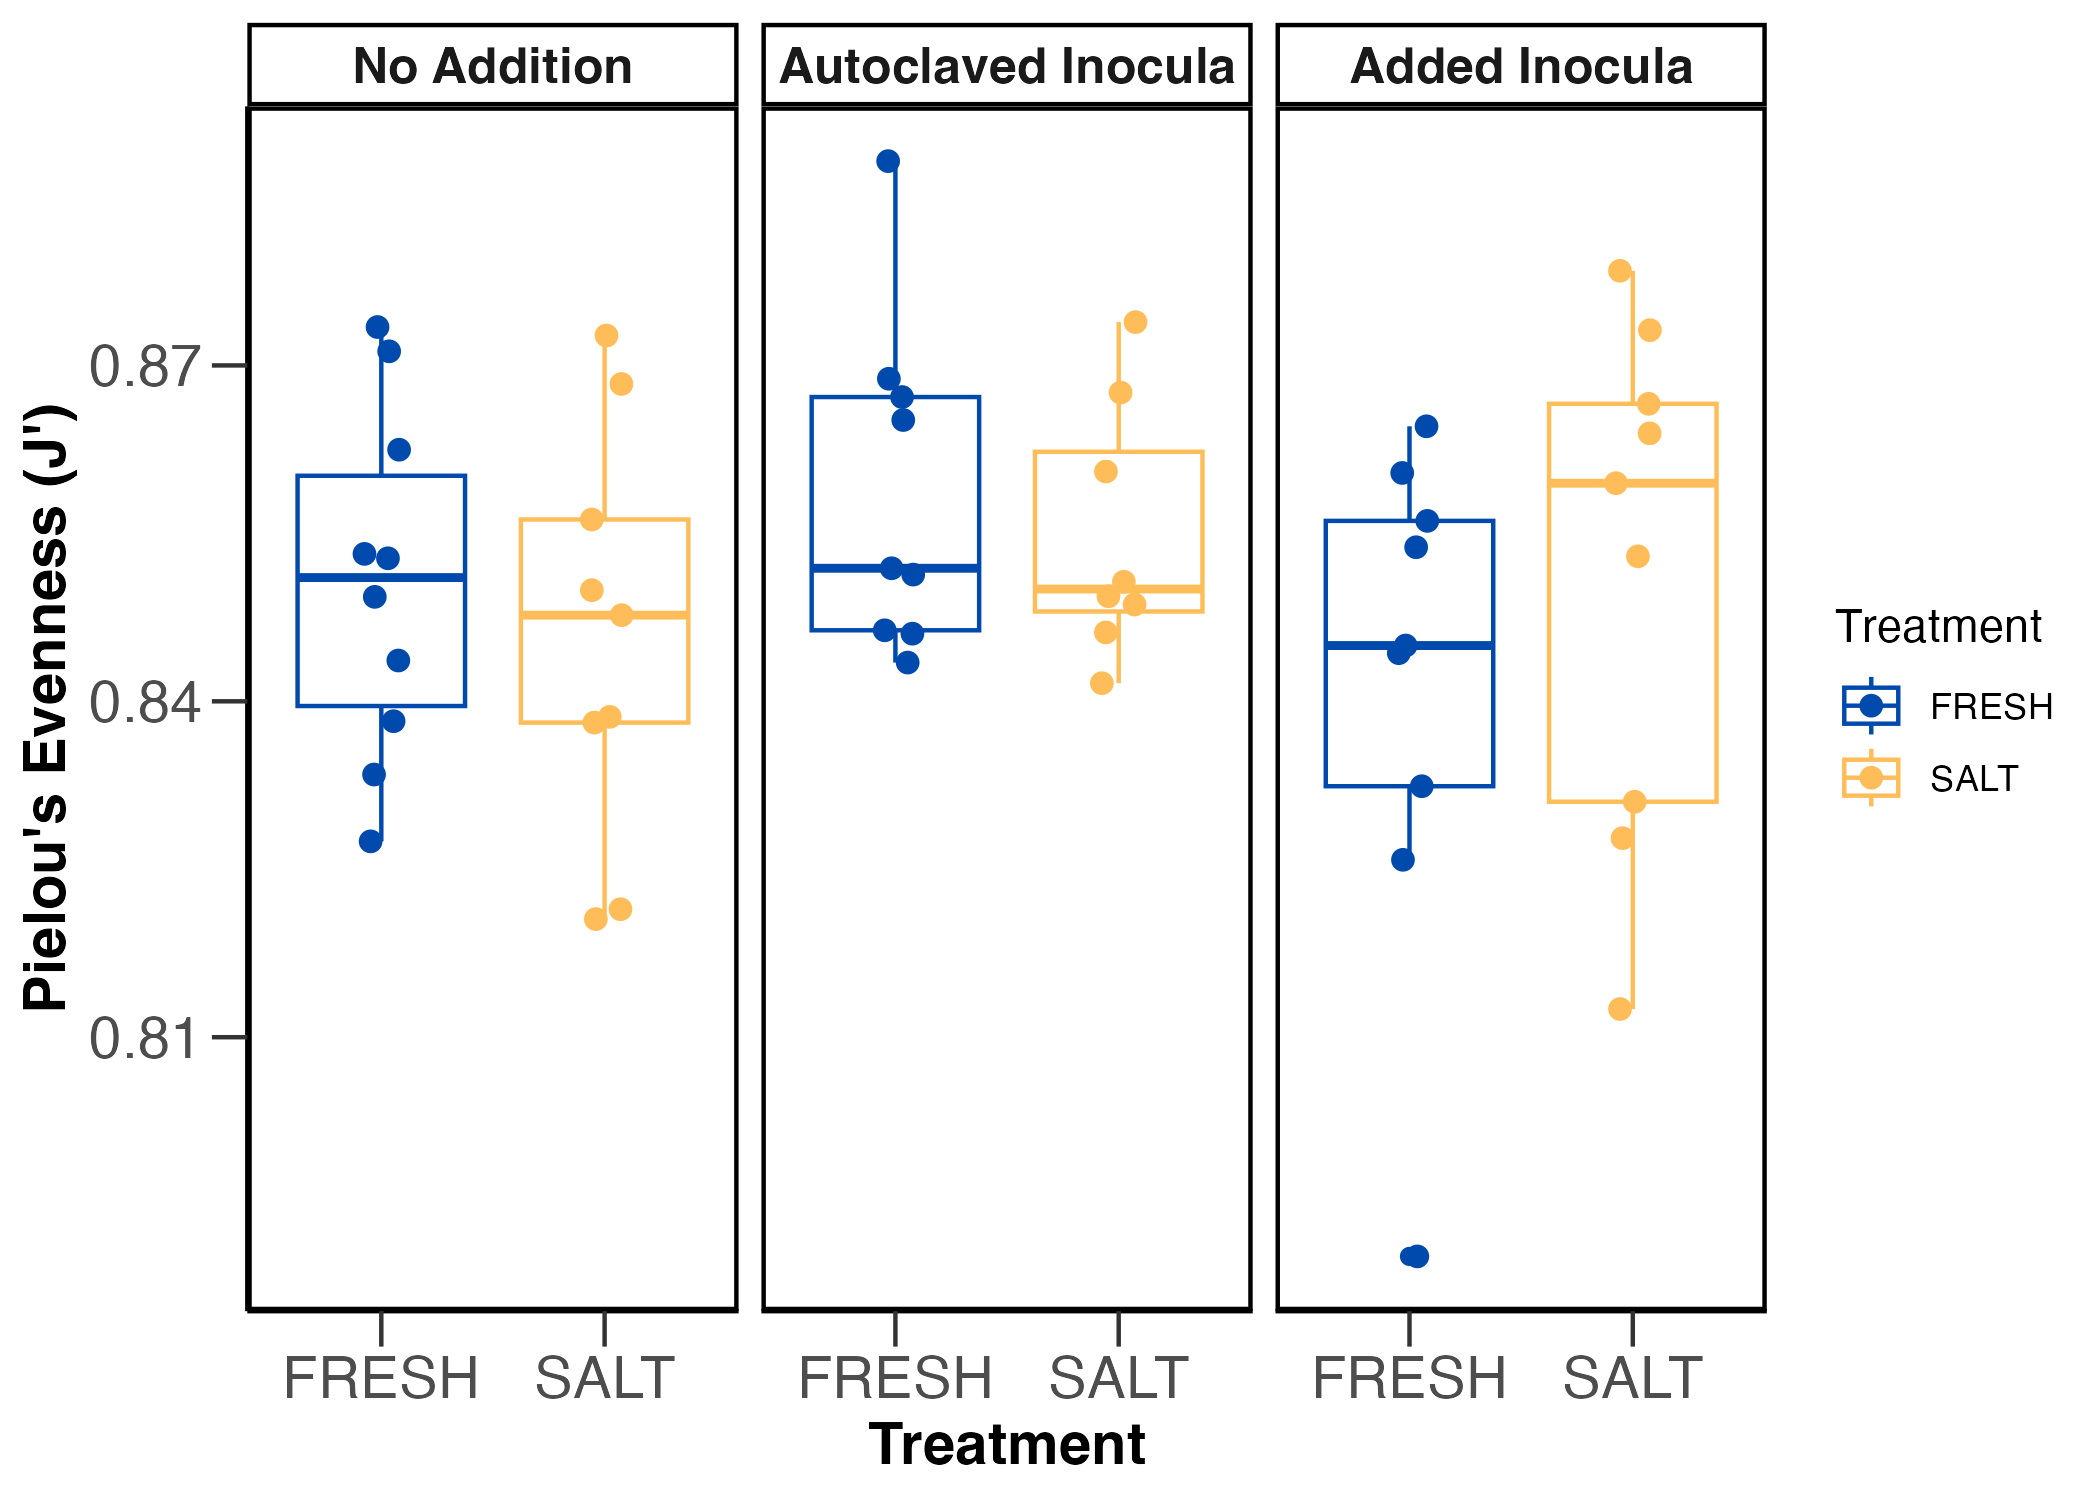 No Addition
Autoclaved Inocula
Added Inocula
Pielou's Evenness (J')
0.87
0.84
0.81
FRESH
SALT
FRESH
SALT
FRESH
SALT
Treatment
Treatment
FRESH
SALT